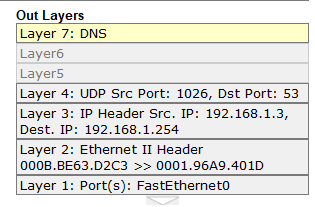 Out Layers
Layer 7: DNS
Layer6
Layer5
Layer 4: UDP Src Port: 1026, Dst Port: 53
Layer 3: IP Header Src. IP: 192.168.1.3,
Dest. IP: 192.168.1.254
Layer 2: Ethernet II Header
000B.BE63.D2C3 >> 0001.96A9.401D
Layer 1: Port(s): FastEthernet0